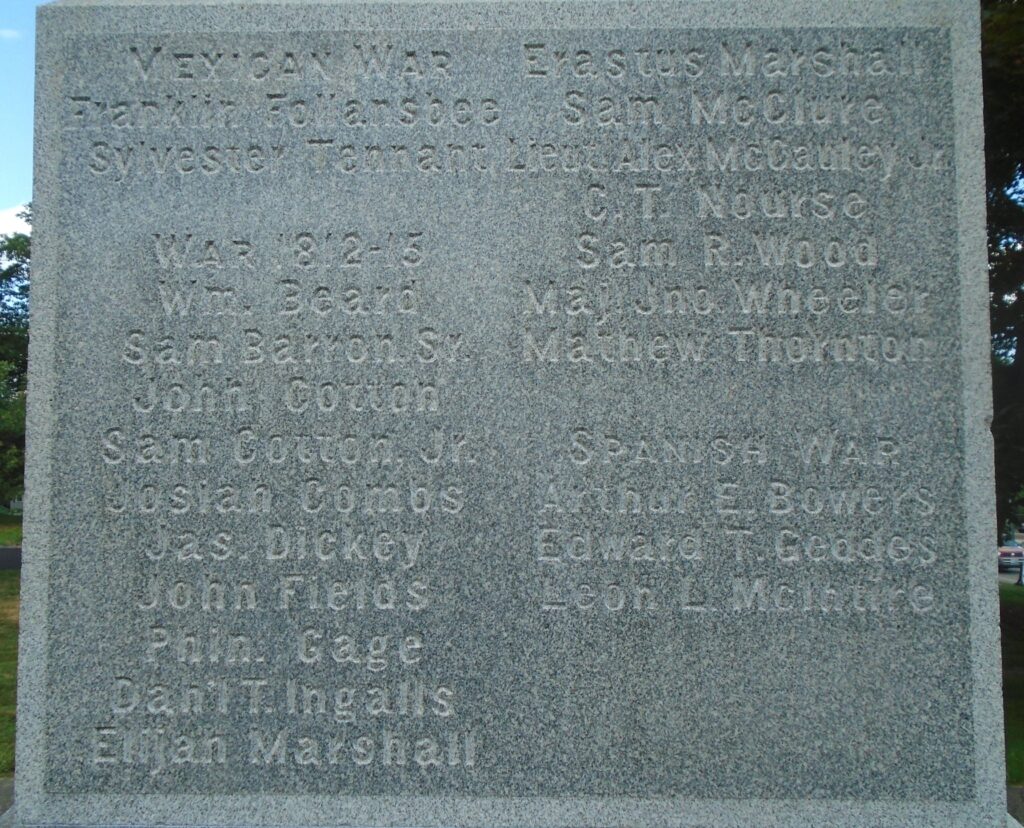 MEXICAN WAR
Franklin Follansbee
Sylvester Tennant
WAR 1812-15
Wm. Beard
Sam Barron Sr.
John Cotton
Sam Cotton, Jr.
Josiah Combs
Jas. Dickey
John Fields
Phin. Gage
Dan'l T. Ingalls
Elijah Marshall
Erastus Marshall
Sam McClure
Lieut. Alex McCauley Jr.
C. T. Nourse
Sam R. Wood
Maj Jno. Wheeler
Mathew Thornton
SPANISH WAR
Arthur E. Bowers
Edward T. Geddes
Leon L. McIntire